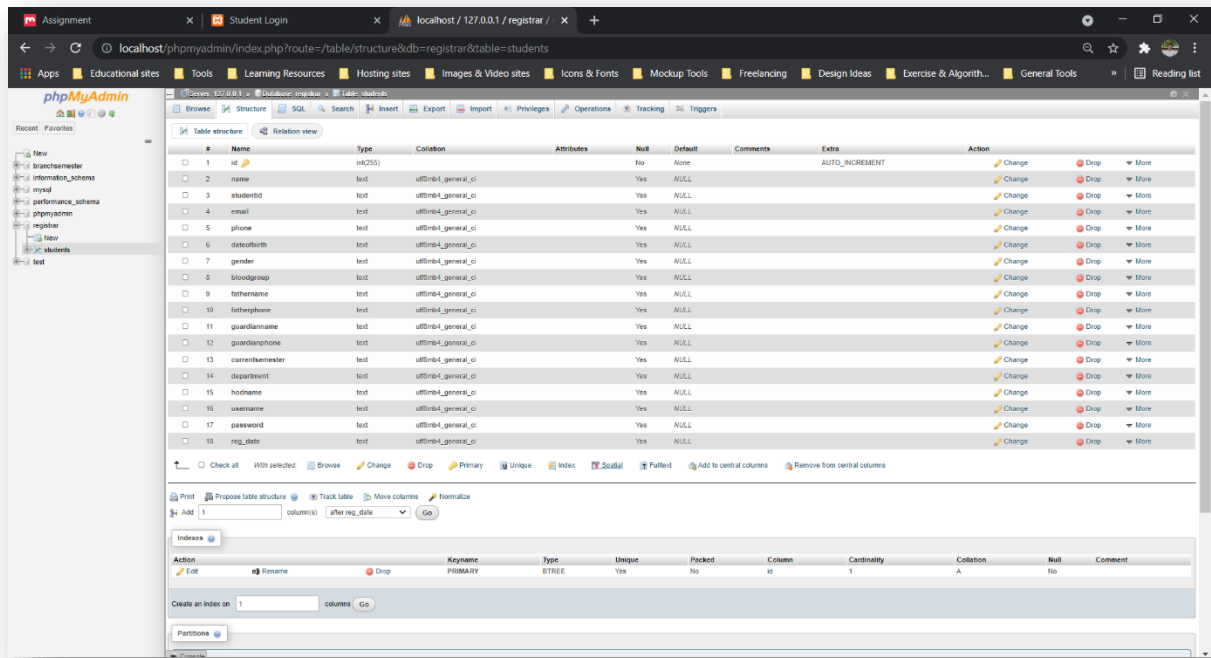 Assignment
Student Login
localhost / 127.0.0.1 / registrar /
localhost/phpmyadmin/index.php?route=/table/structure&db=registrar&table=students
Apps Educational sites Tools Learning Resources Hosting sites Images & Video sites Icons & Fonts Mockup Tools Freelancing Design Ideas Exercise & Algorith... General Tools » Reading list
phpMyAdmin
Recent Favorites
New
branchsemester
information_schema
mysql
performance_schema
phpmyadmin
registrar
New
students
test
Server: 127.0.0.1 » Database: registrar » Table: students
Browse Structure SQL Search Insert Export Import Privileges Operations Tracking Triggers
Table structure Relation view
# Name Type Collation Attributes Null Default Comments Extra Action
1 id int(255) No None AUTO_INCREMENT Change Drop More
2 name text utf8mb4_general_ci Yes NULL Change Drop More
3 studentid text utf8mb4_general_ci Yes NULL Change Drop More
4 email text utf8mb4_general_ci Yes NULL Change Drop More
5 phone text utf8mb4_general_ci Yes NULL Change Drop More
6 dateofbirth text utf8mb4_general_ci Yes NULL Change Drop More
7 gender text utf8mb4_general_ci Yes NULL Change Drop More
8 bloodgroup text utf8mb4_general_ci Yes NULL Change Drop More
9 fathername text utf8mb4_general_ci Yes NULL Change Drop More
10 fatherphone text utf8mb4_general_ci Yes NULL Change Drop More
11 guardianname text utf8mb4_general_ci Yes NULL Change Drop More
12 guardianphone text utf8mb4_general_ci Yes NULL Change Drop More
13 currentsemester text utf8mb4_general_ci Yes NULL Change Drop More
14 department text utf8mb4_general_ci Yes NULL Change Drop More
15 hodname text utf8mb4_general_ci Yes NULL Change Drop More
16 username text utf8mb4_general_ci Yes NULL Change Drop More
17 password text utf8mb4_general_ci Yes NULL Change Drop More
18 reg_date text utf8mb4_general_ci Yes NULL Change Drop More
Check all With selected: Browse Change Drop Primary Unique Index Spatial Fulltext Add to central columns Remove from central columns
Print Propose table structure Track table Move columns Normalize
Add 1 column(s) after reg_date Go
Indexes
Action Keyname Type Unique Packed Column Cardinality Collation Null Comment
Edit Rename Drop PRIMARY BTREE Yes No id 1 A No
Create an index on 1 columns Go
Partitions
Console